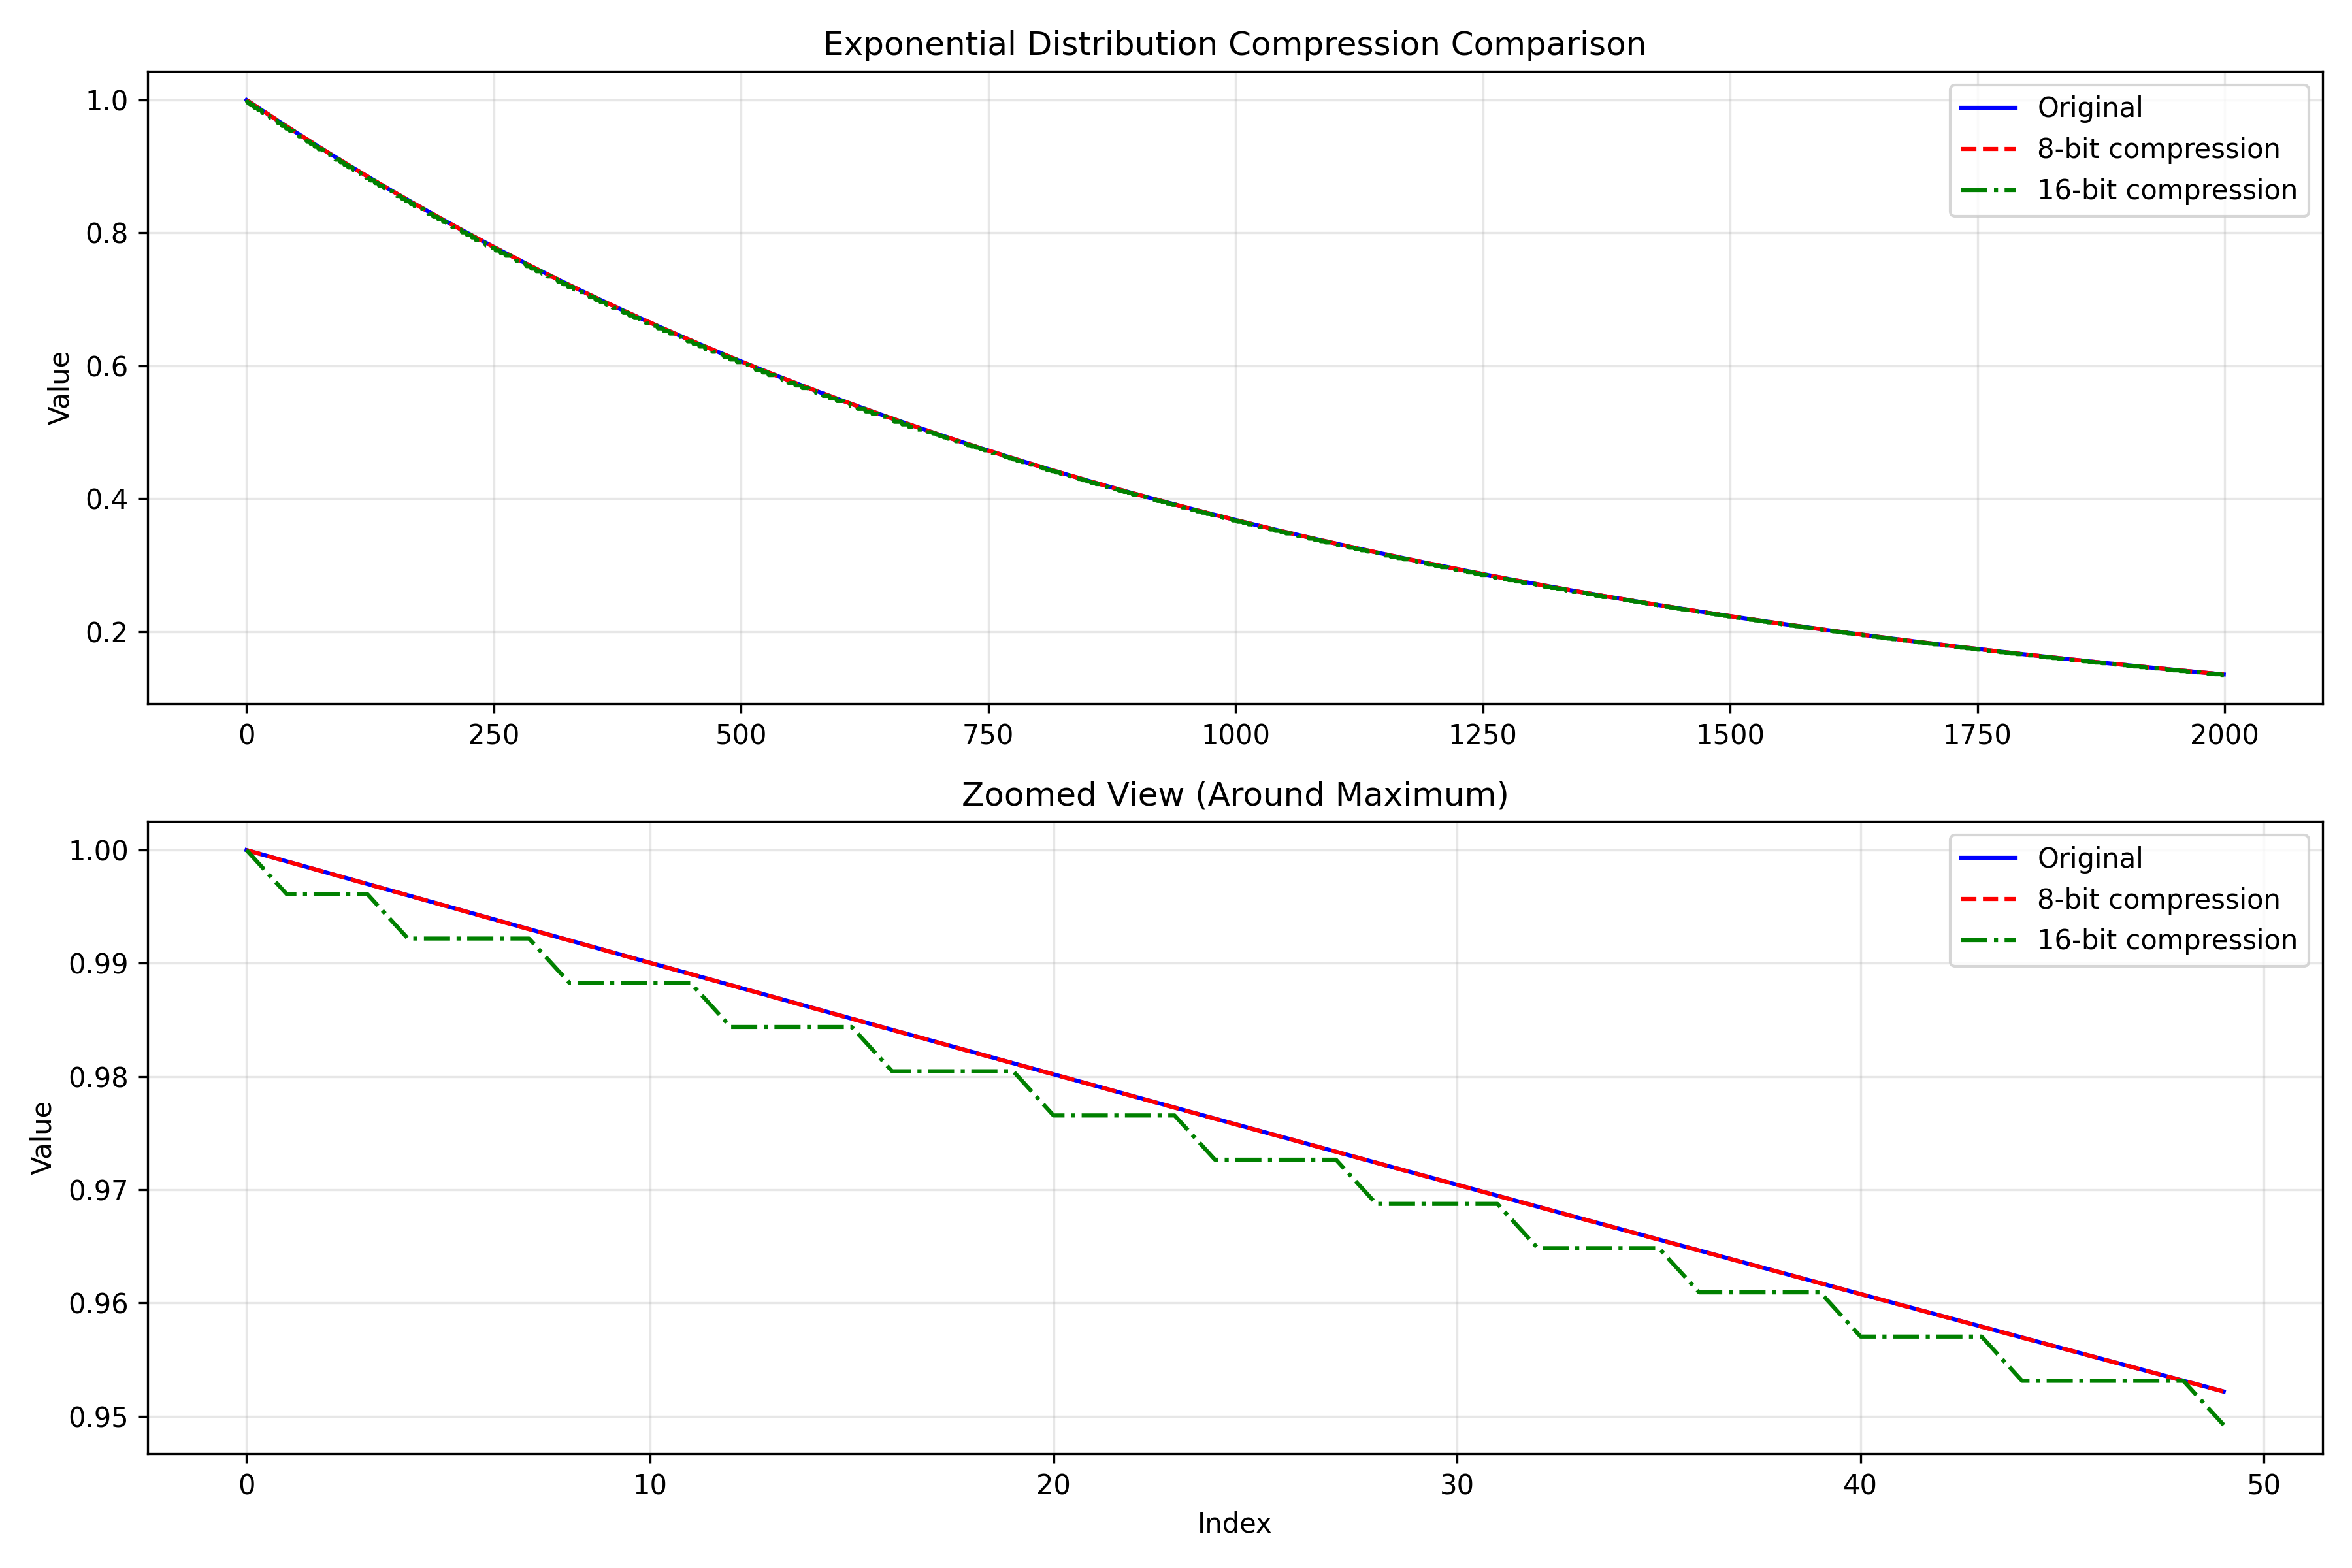 Exponential Distribution Compression Comparison
Value
1.0
0.8
0.6
0.4
0.2
Original
8-bit compression
16-bit compression
0 250 500 750 1000 1250 1500 1750 2000
Zoomed View (Around Maximum)
Value
1.00
0.99
0.98
0.97
0.96
0.95
Original
8-bit compression
16-bit compression
0 10 20 30 40 50
Index